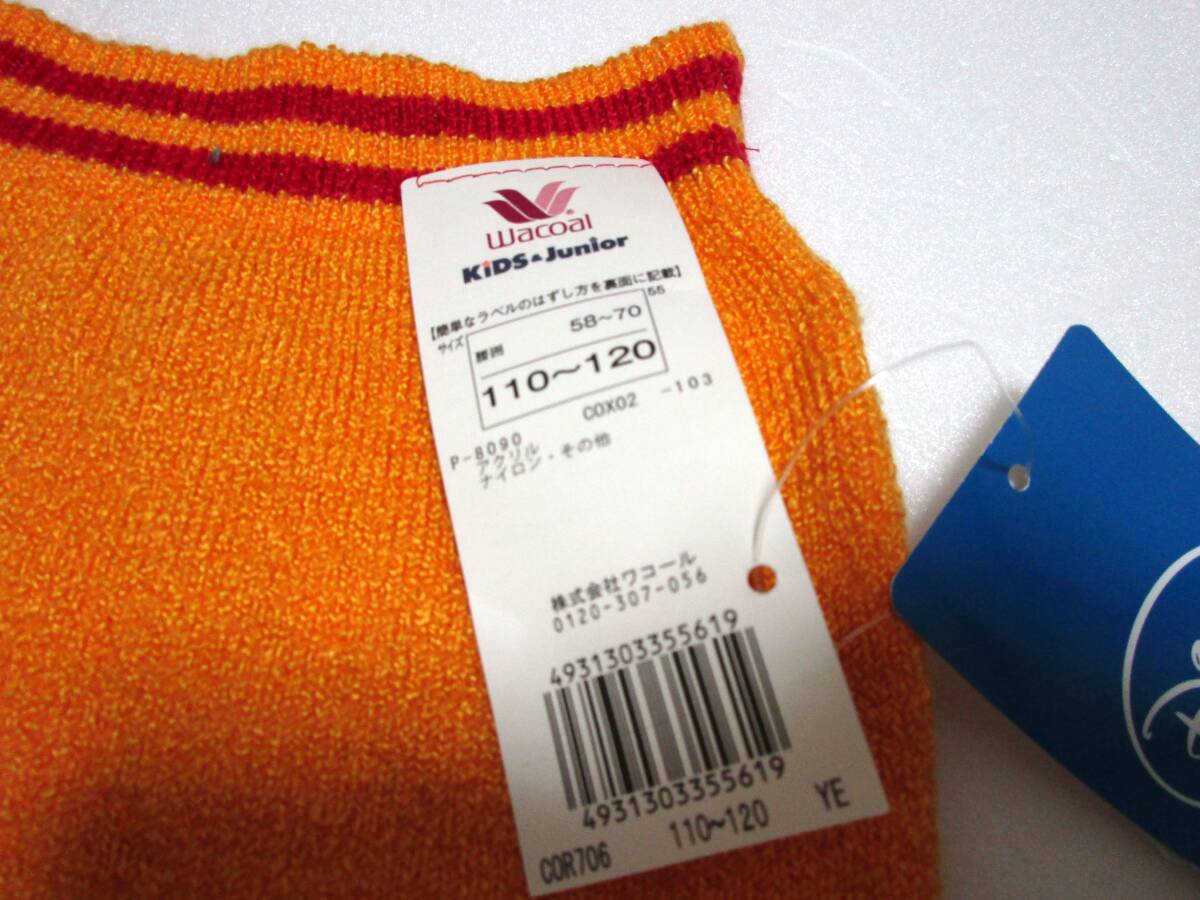 Wacoal
KiDS & Junior
【簡単なラベルのはずし方を裏面に記載】
サイズ
55
腰囲 58~70
110~120
P-8090 COX02 -103
アクリル
ナイロン・その他
株式会社ワコール
0120-307-056
4931303355619
4931303355619
COR706 110~120 YE